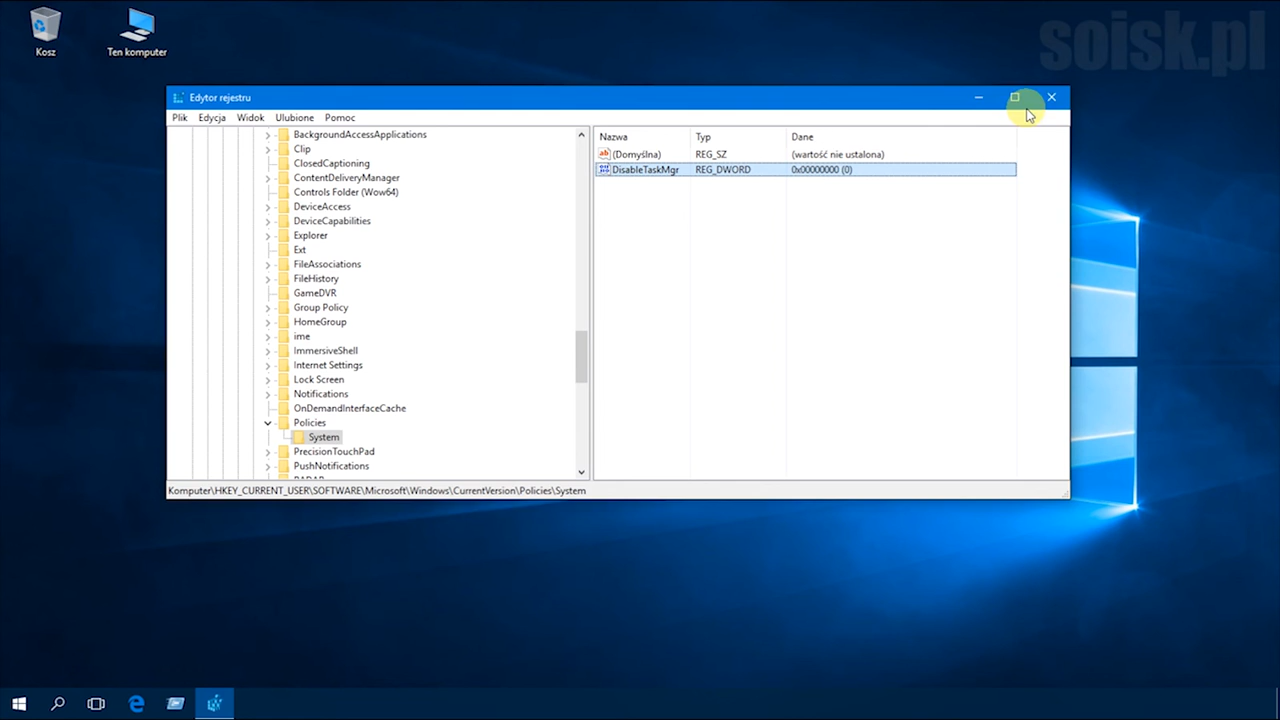 soisk.pl
Kosz
Ten komputer
Edytor rejestru
Plik Edycja Widok Ulubione Pomoc
BackgroundAccessApplications
Clip
ClosedCaptioning
ContentDeliveryManager
Controls Folder (Wow64)
DeviceAccess
DeviceCapabilities
Explorer
Ext
FileAssociations
FileHistory
GameDVR
Group Policy
HomeGroup
ime
ImmersiveShell
Internet Settings
Lock Screen
Notifications
OnDemandInterfaceCache
Policies
System
PrecisionTouchPad
PushNotifications
Nazwa Typ Dane
(Domyślna) REG_SZ (wartość nie ustalona)
DisableTaskMgr REG_DWORD 0x00000000 (0)
Komputer\HKEY_CURRENT_USER\SOFTWARE\Microsoft\Windows\CurrentVersion\Policies\System